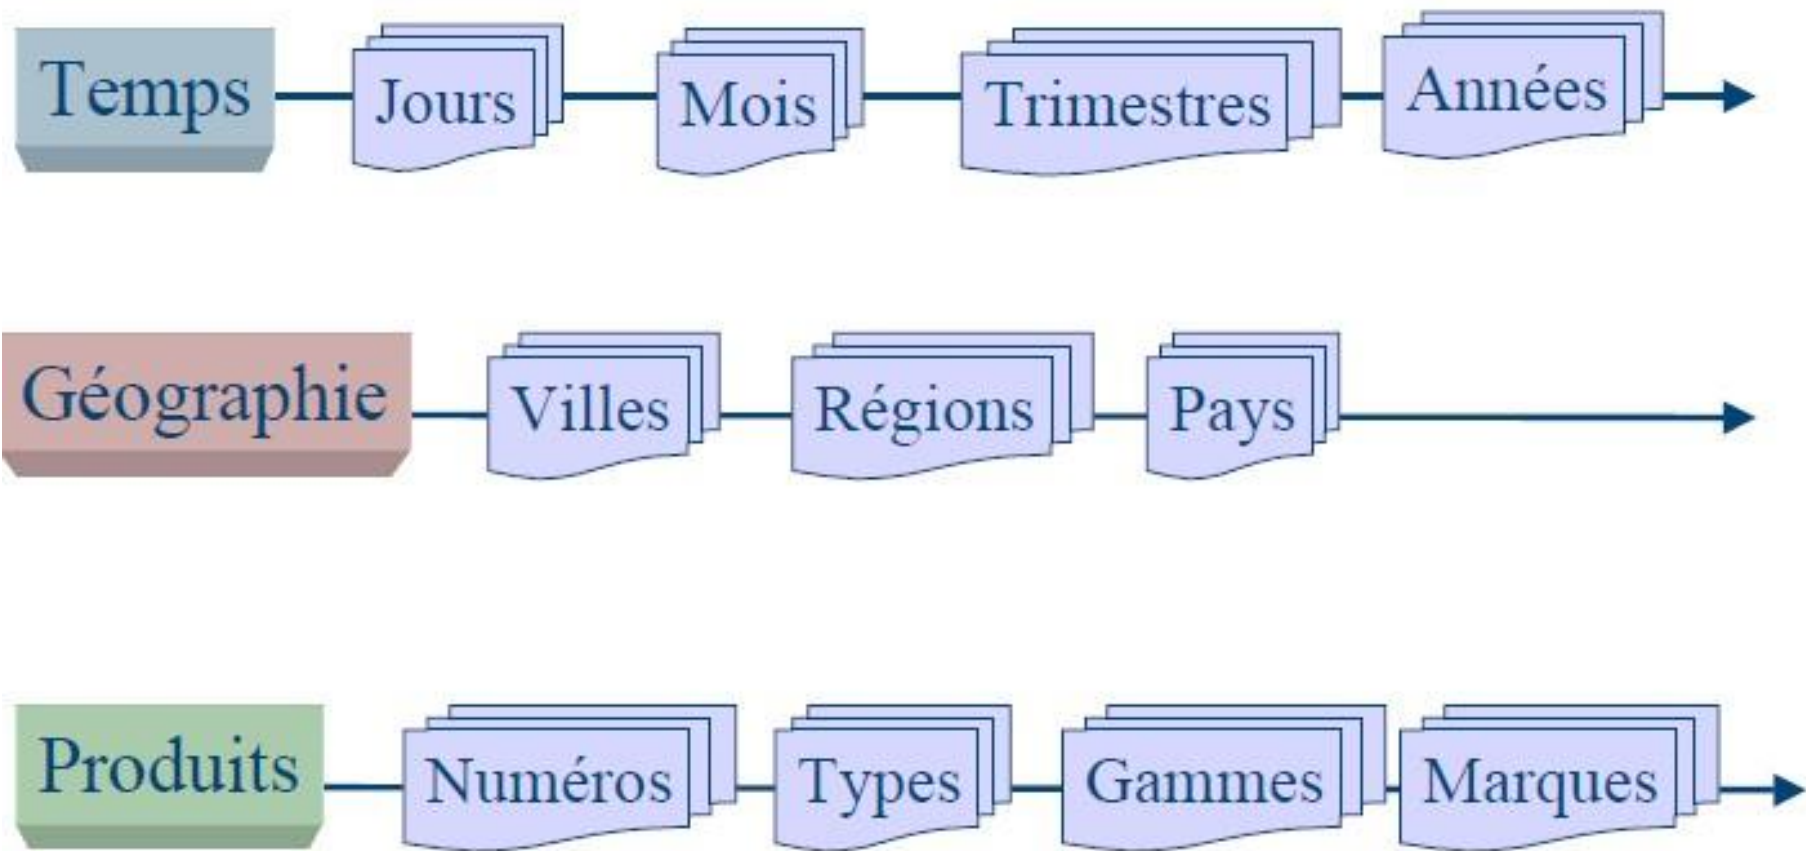 Temps Jours Mois Trimestres Années
Géographie Villes Régions Pays
Produits Numéros Types Gammes Marques